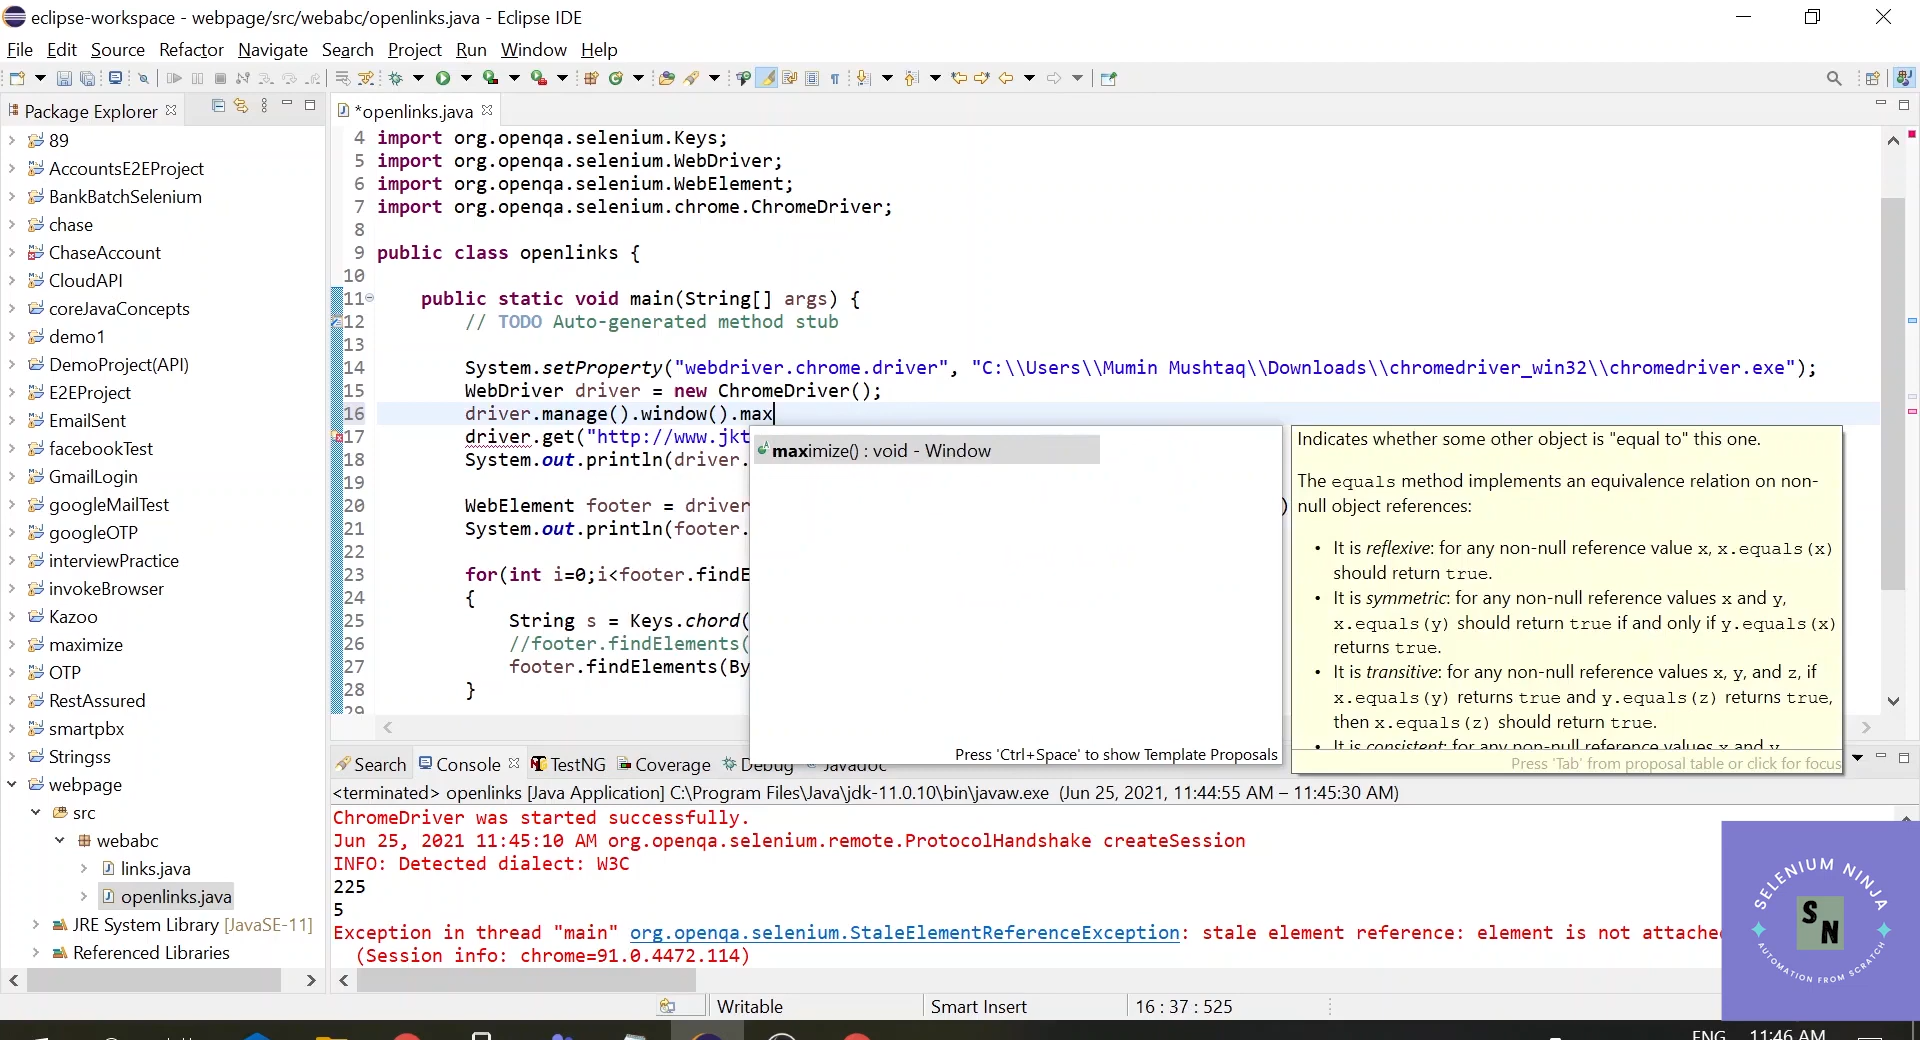 eclipse-workspace - webpage/src/webabc/openlinks.java - Eclipse IDE
File Edit Source Refactor Navigate Search Project Run Window Help
Package Explorer
89
AccountsE2EProject
BankBatchSelenium
chase
ChaseAccount
CloudAPI
coreJavaConcepts
demo1
DemoProject(API)
E2EProject
EmailSent
facebookTest
GmailLogin
googleMailTest
googleOTP
interviewPractice
invokeBrowser
Kazoo
maximize
OTP
RestAssured
smartpbx
Stringss
webpage
src
webabc
links.java
openlinks.java
JRE System Library [JavaSE-11]
Referenced Libraries
*openlinks.java
4 import org.openqa.selenium.Keys;
5 import org.openqa.selenium.WebDriver;
6 import org.openqa.selenium.WebElement;
7 import org.openqa.selenium.chrome.ChromeDriver;
8
9 public class openlinks {
10
11 public static void main(String[] args) {
12 // TODO Auto-generated method stub
13
14 System.setProperty("webdriver.chrome.driver", "C:\\Users\\Mumin Mushtaq\\Downloads\\chromedriver_win32\\chromedriver.exe");
15 WebDriver driver = new ChromeDriver();
16 driver.manage().window().max
17 driver.get("http://www.jkt
18 System.out.println(driver.
19
20 WebElement footer = driver )
21 System.out.println(footer.
22
23 for(int i=0;i<footer.findE
24 {
25 String s = Keys.chord(
26 //footer.findElements(
27 footer.findElements(By
28 }
29
maximize() : void - Window
Press 'Ctrl+Space' to show Template Proposals
Indicates whether some other object is "equal to" this one.
The equals method implements an equivalence relation on non-
null object references:
• It is reflexive: for any non-null reference value x, x.equals(x)
should return true.
• It is symmetric: for any non-null reference values x and y,
x.equals(y) should return true if and only if y.equals(x)
returns true.
• It is transitive: for any non-null reference values x, y, and z, if
x.equals(y) returns true and y.equals(z) returns true,
then x.equals(z) should return true.
• It is consistent: for any non-null reference values x and y
Press 'Tab' from proposal table or click for focus
Search Console TestNG Coverage Debug Javadoc
<terminated> openlinks [Java Application] C:\Program Files\Java\jdk-11.0.10\bin\javaw.exe (Jun 25, 2021, 11:44:55 AM – 11:45:30 AM)
ChromeDriver was started successfully.
Jun 25, 2021 11:45:10 AM org.openqa.selenium.remote.ProtocolHandshake createSession
INFO: Detected dialect: W3C
225
5
Exception in thread "main" org.openqa.selenium.StaleElementReferenceException: stale element reference: element is not attache
(Session info: chrome=91.0.4472.114)
SELENIUM NINJA
SN
AUTOMATION FROM SCRATCH
Writable Smart Insert 16 : 37 : 525
ENG 11:46 AM